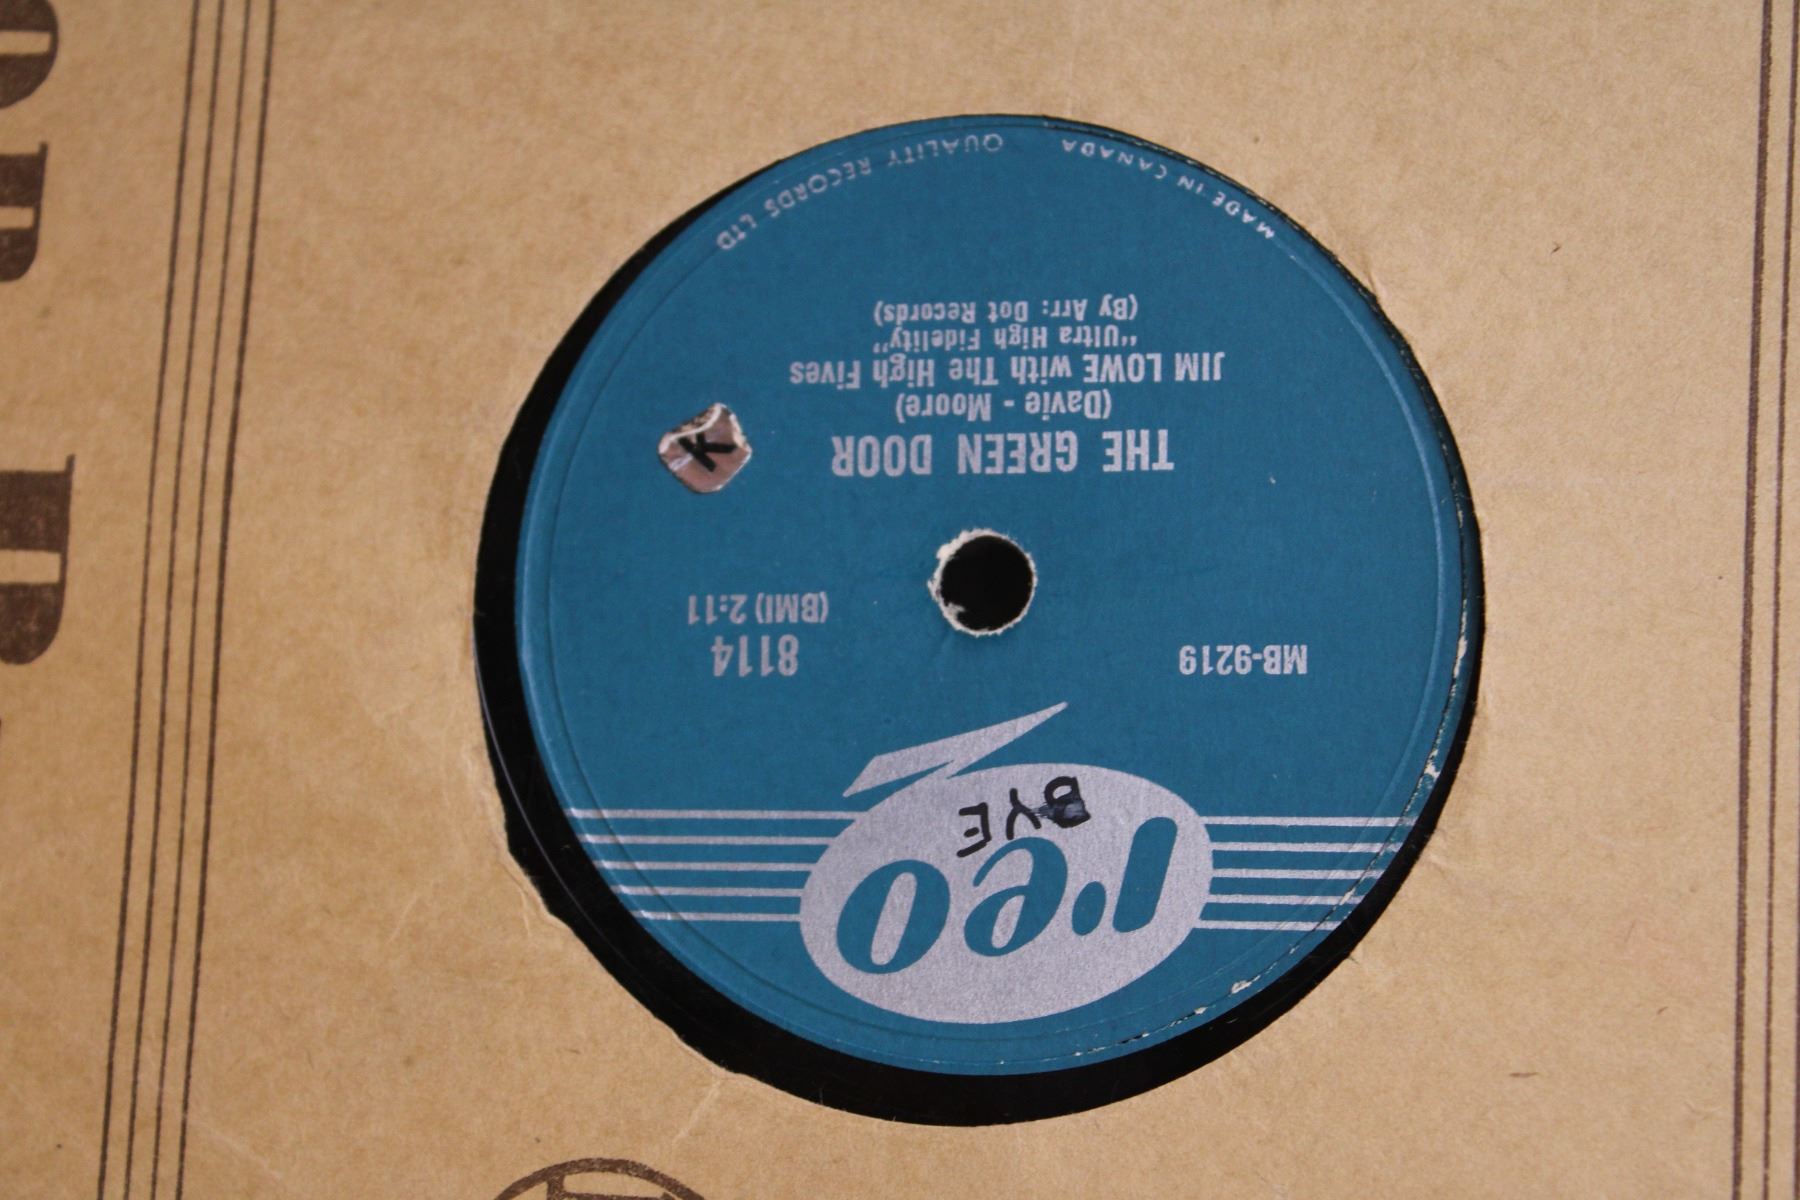 reo
BYE
MB-9219
8114
(BMI) 2:11
THE GREEN DOOR
(Davie - Moore)
K
JIM LOWE with The High Fives
"Ultra High Fidelity"
(By Arr: Dot Records)
MADE IN CANADA QUALITY RECORDS LTD